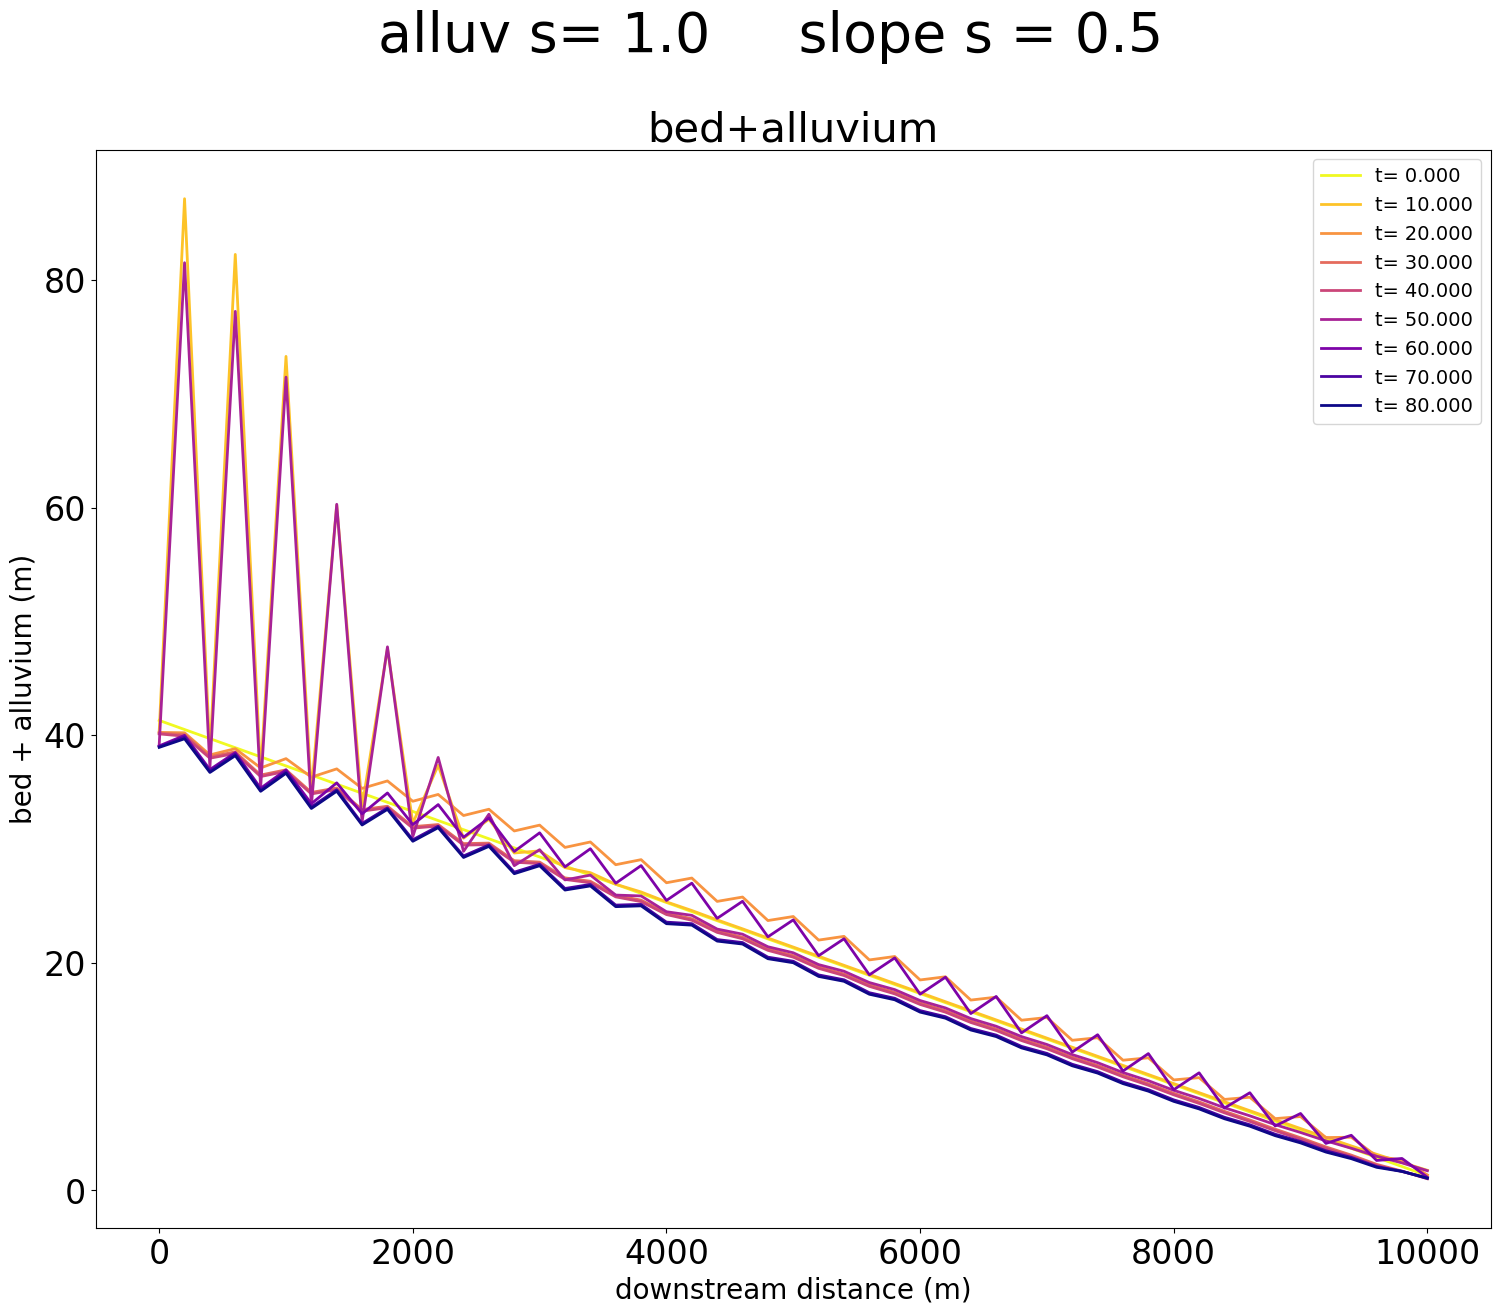 alluv s= 1.0     slope s = 0.5
bed+alluvium
t= 0.000
t= 10.000
t= 20.000
t= 30.000
t= 40.000
t= 50.000
t= 60.000
t= 70.000
t= 80.000
80
60
40
20
0
bed + alluvium (m)
0 2000 4000 6000 8000 10000
downstream distance (m)